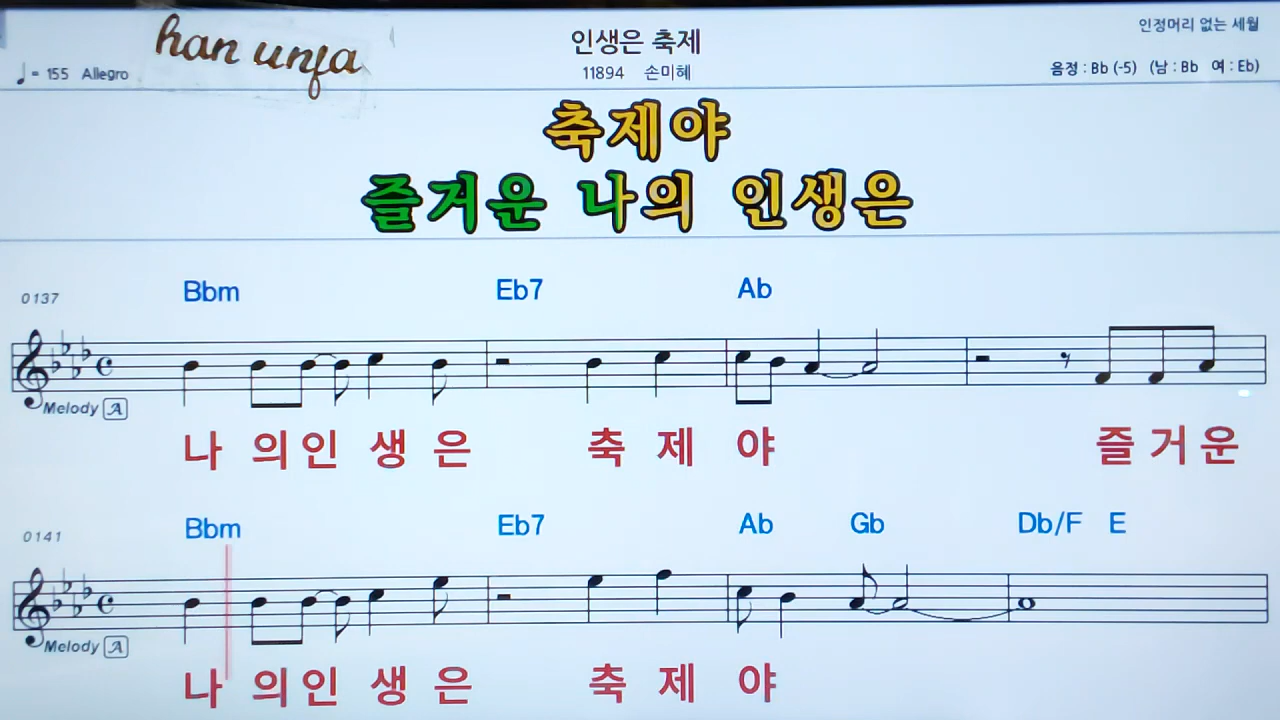 han unfa
인생은 축제
인정머리 없는 세월
♩= 155 Allegro
11894 손미혜
음정 : Bb (-5) (남 : Bb 여 : Eb)
축제야
즐거운 나의 인생은
0137
Bbm Eb7 Ab
Melody A
나 의 인 생 은 축 제 야 즐 거 운
0141
Bbm Eb7 Ab Gb Db/F E
Melody A
나 의 인 생 은 축 제 야